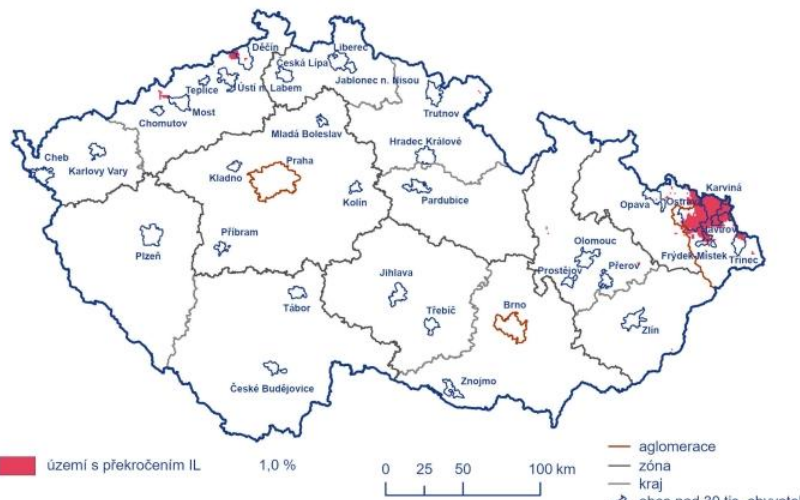 Děčín
Liberec
Česká Lípa
Teplice
Ústí n. Labem
Jablonec n. Nisou
Most
Chomutov
Trutnov
Mladá Boleslav
Hradec Králové
Cheb
Karlovy Vary
Praha
Kladno
Kolín
Pardubice
Karviná
Opava
Ostrava
Havířov
Příbram
Plzeň
Olomouc
Frýdek-Místek
Třinec
Prostějov
Přerov
Jihlava
Tábor
Třebíč
Brno
Zlín
České Budějovice
Znojmo
území s překročením IL 1,0 %
0 25 50 100 km
aglomerace
zóna
kraj